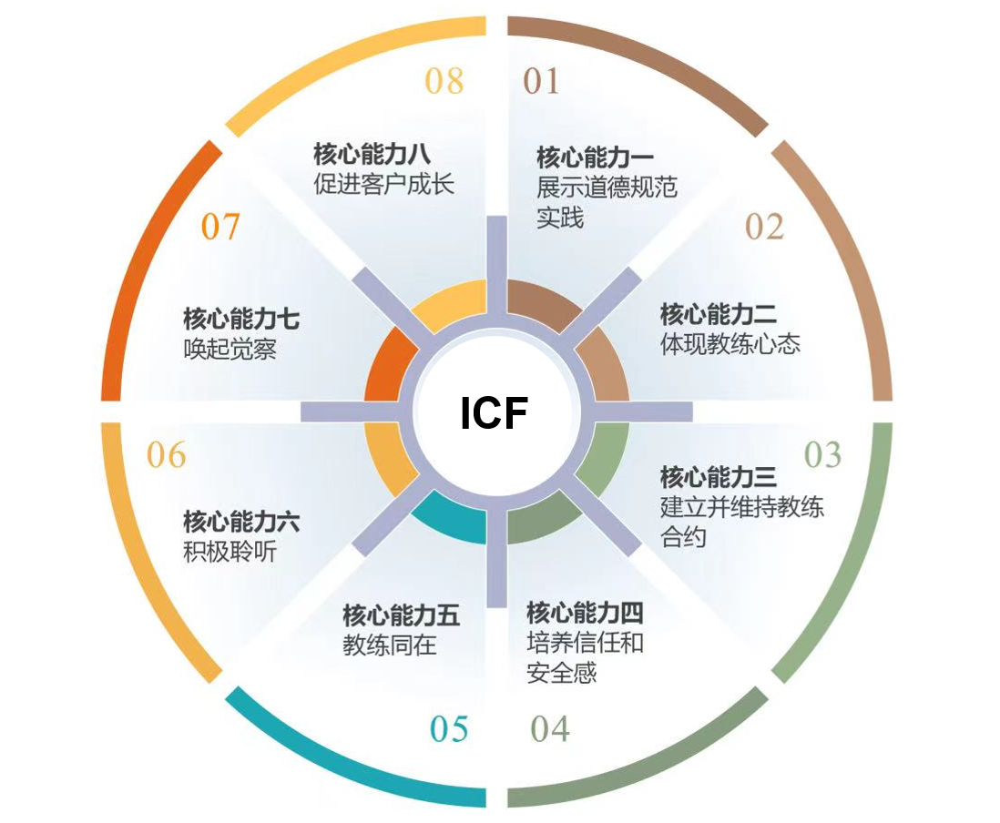 ICF
01
核心能力一
展示道德规范
实践
02
核心能力二
体现教练心态
03
核心能力三
建立并维持教练
合约
04
核心能力四
培养信任和
安全感
05
核心能力五
教练同在
06
核心能力六
积极聆听
07
核心能力七
唤起觉察
08
核心能力八
促进客户成长